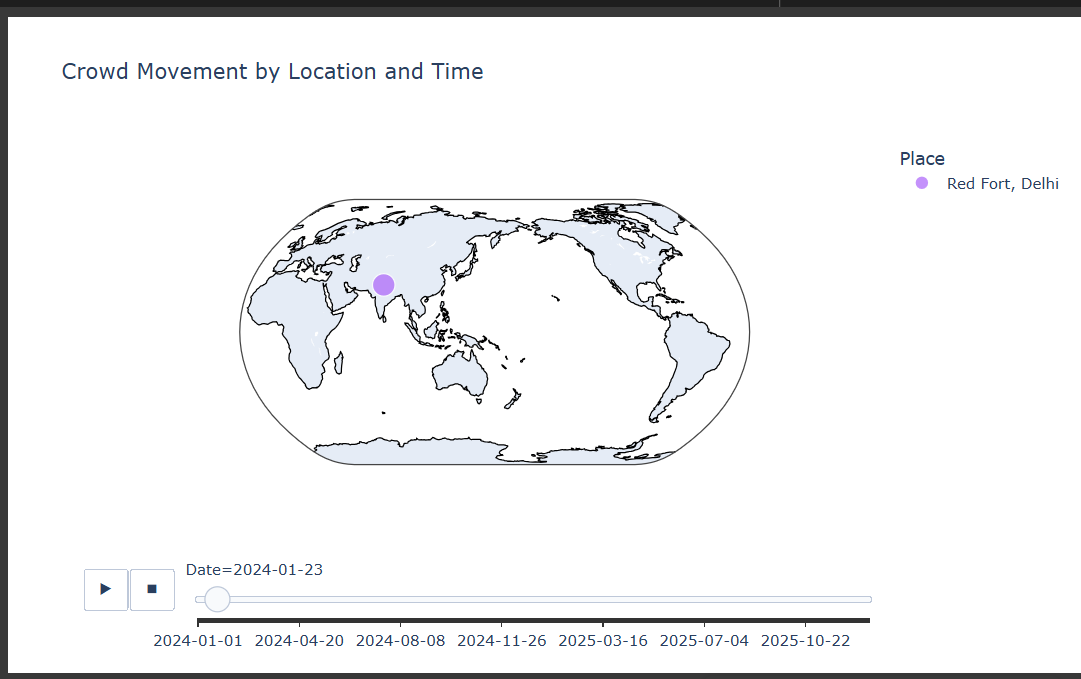 Crowd Movement by Location and Time
Place
Red Fort, Delhi
Date=2024-01-23
2024-01-01 2024-04-20 2024-08-08 2024-11-26 2025-03-16 2025-07-04 2025-10-22